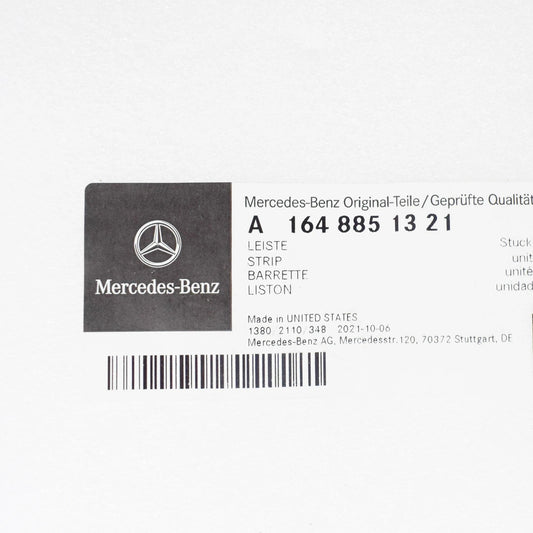 Mercedes-Benz
Mercedes-Benz Original-Teile/Geprüfte Qualität
A 164 885 13 21
LEISTE Stück
STRIP unit
BARRETTE unité
LISTON unidad
Made in UNITED STATES
1380/2110/348 2021-10-06
Mercedes-Benz AG, Mercedesstr.120, 70372 Stuttgart, DE